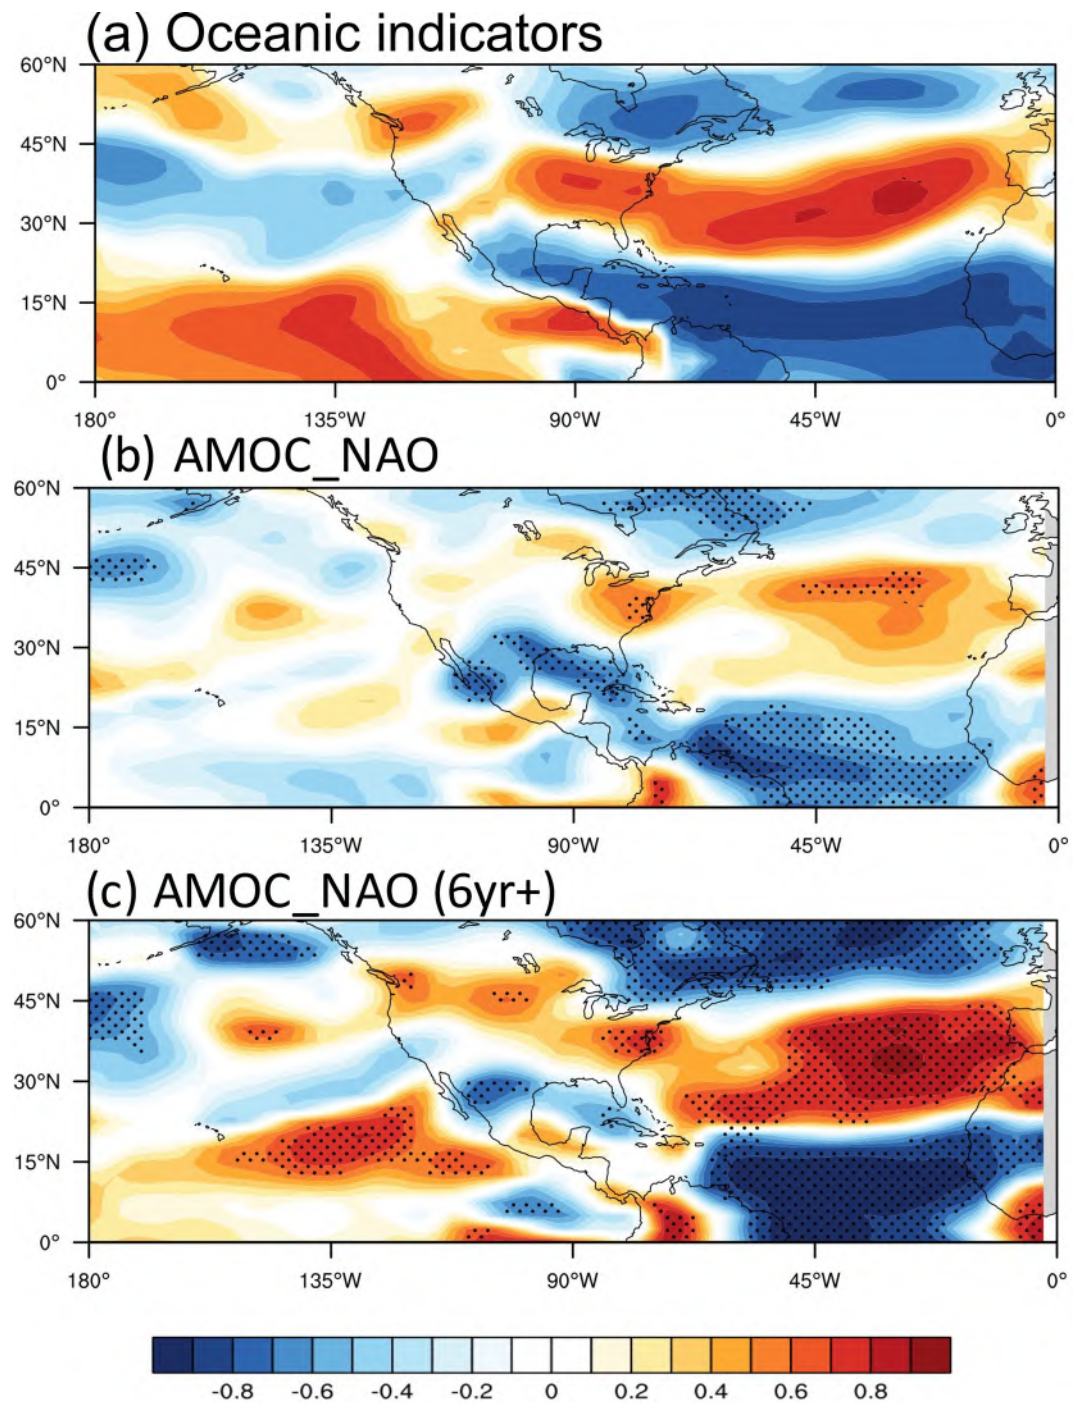 (a) Oceanic indicators
60°N
45°N
30°N
15°N
0°
180° 135°W 90°W 45°W 0°
(b) AMOC_NAO
60°N
45°N
30°N
15°N
0°
180° 135°W 90°W 45°W 0°
(c) AMOC_NAO (6yr+)
60°N
45°N
30°N
15°N
0°
180° 135°W 90°W 45°W 0°
-0.8 -0.6 -0.4 -0.2 0 0.2 0.4 0.6 0.8